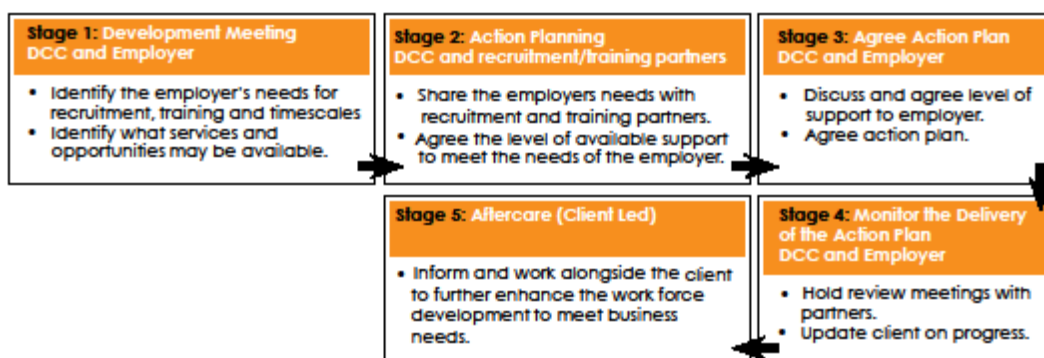 Stage 1: Development Meeting
DCC and Employer
• Identify the employer's needs for
recruitment, training and timescales
• Identify what services and
opportunities may be available.
Stage 2: Action Planning
DCC and recruitment/training partners
• Share the employers needs with
recruitment and training partners.
• Agree the level of available support
to meet the needs of the employer.
Stage 3: Agree Action Plan
DCC and Employer
• Discuss and agree level of
support to employer.
• Agree action plan.
Stage 4: Monitor the Delivery
of the Action Plan
DCC and Employer
• Hold review meetings with
partners.
• Update client on progress.
Stage 5: Aftercare (Client Led)
• Inform and work alongside the client
to further enhance the work force
development to meet business
needs.